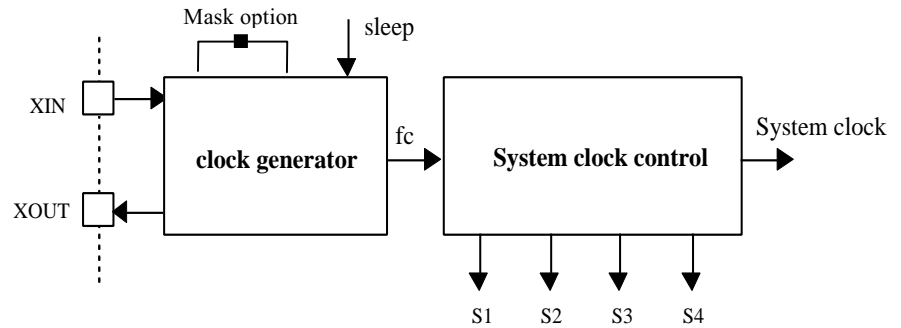 Mask option
sleep
XIN
fc
System clock
clock generator
System clock control
XOUT
S1 S2 S3 S4